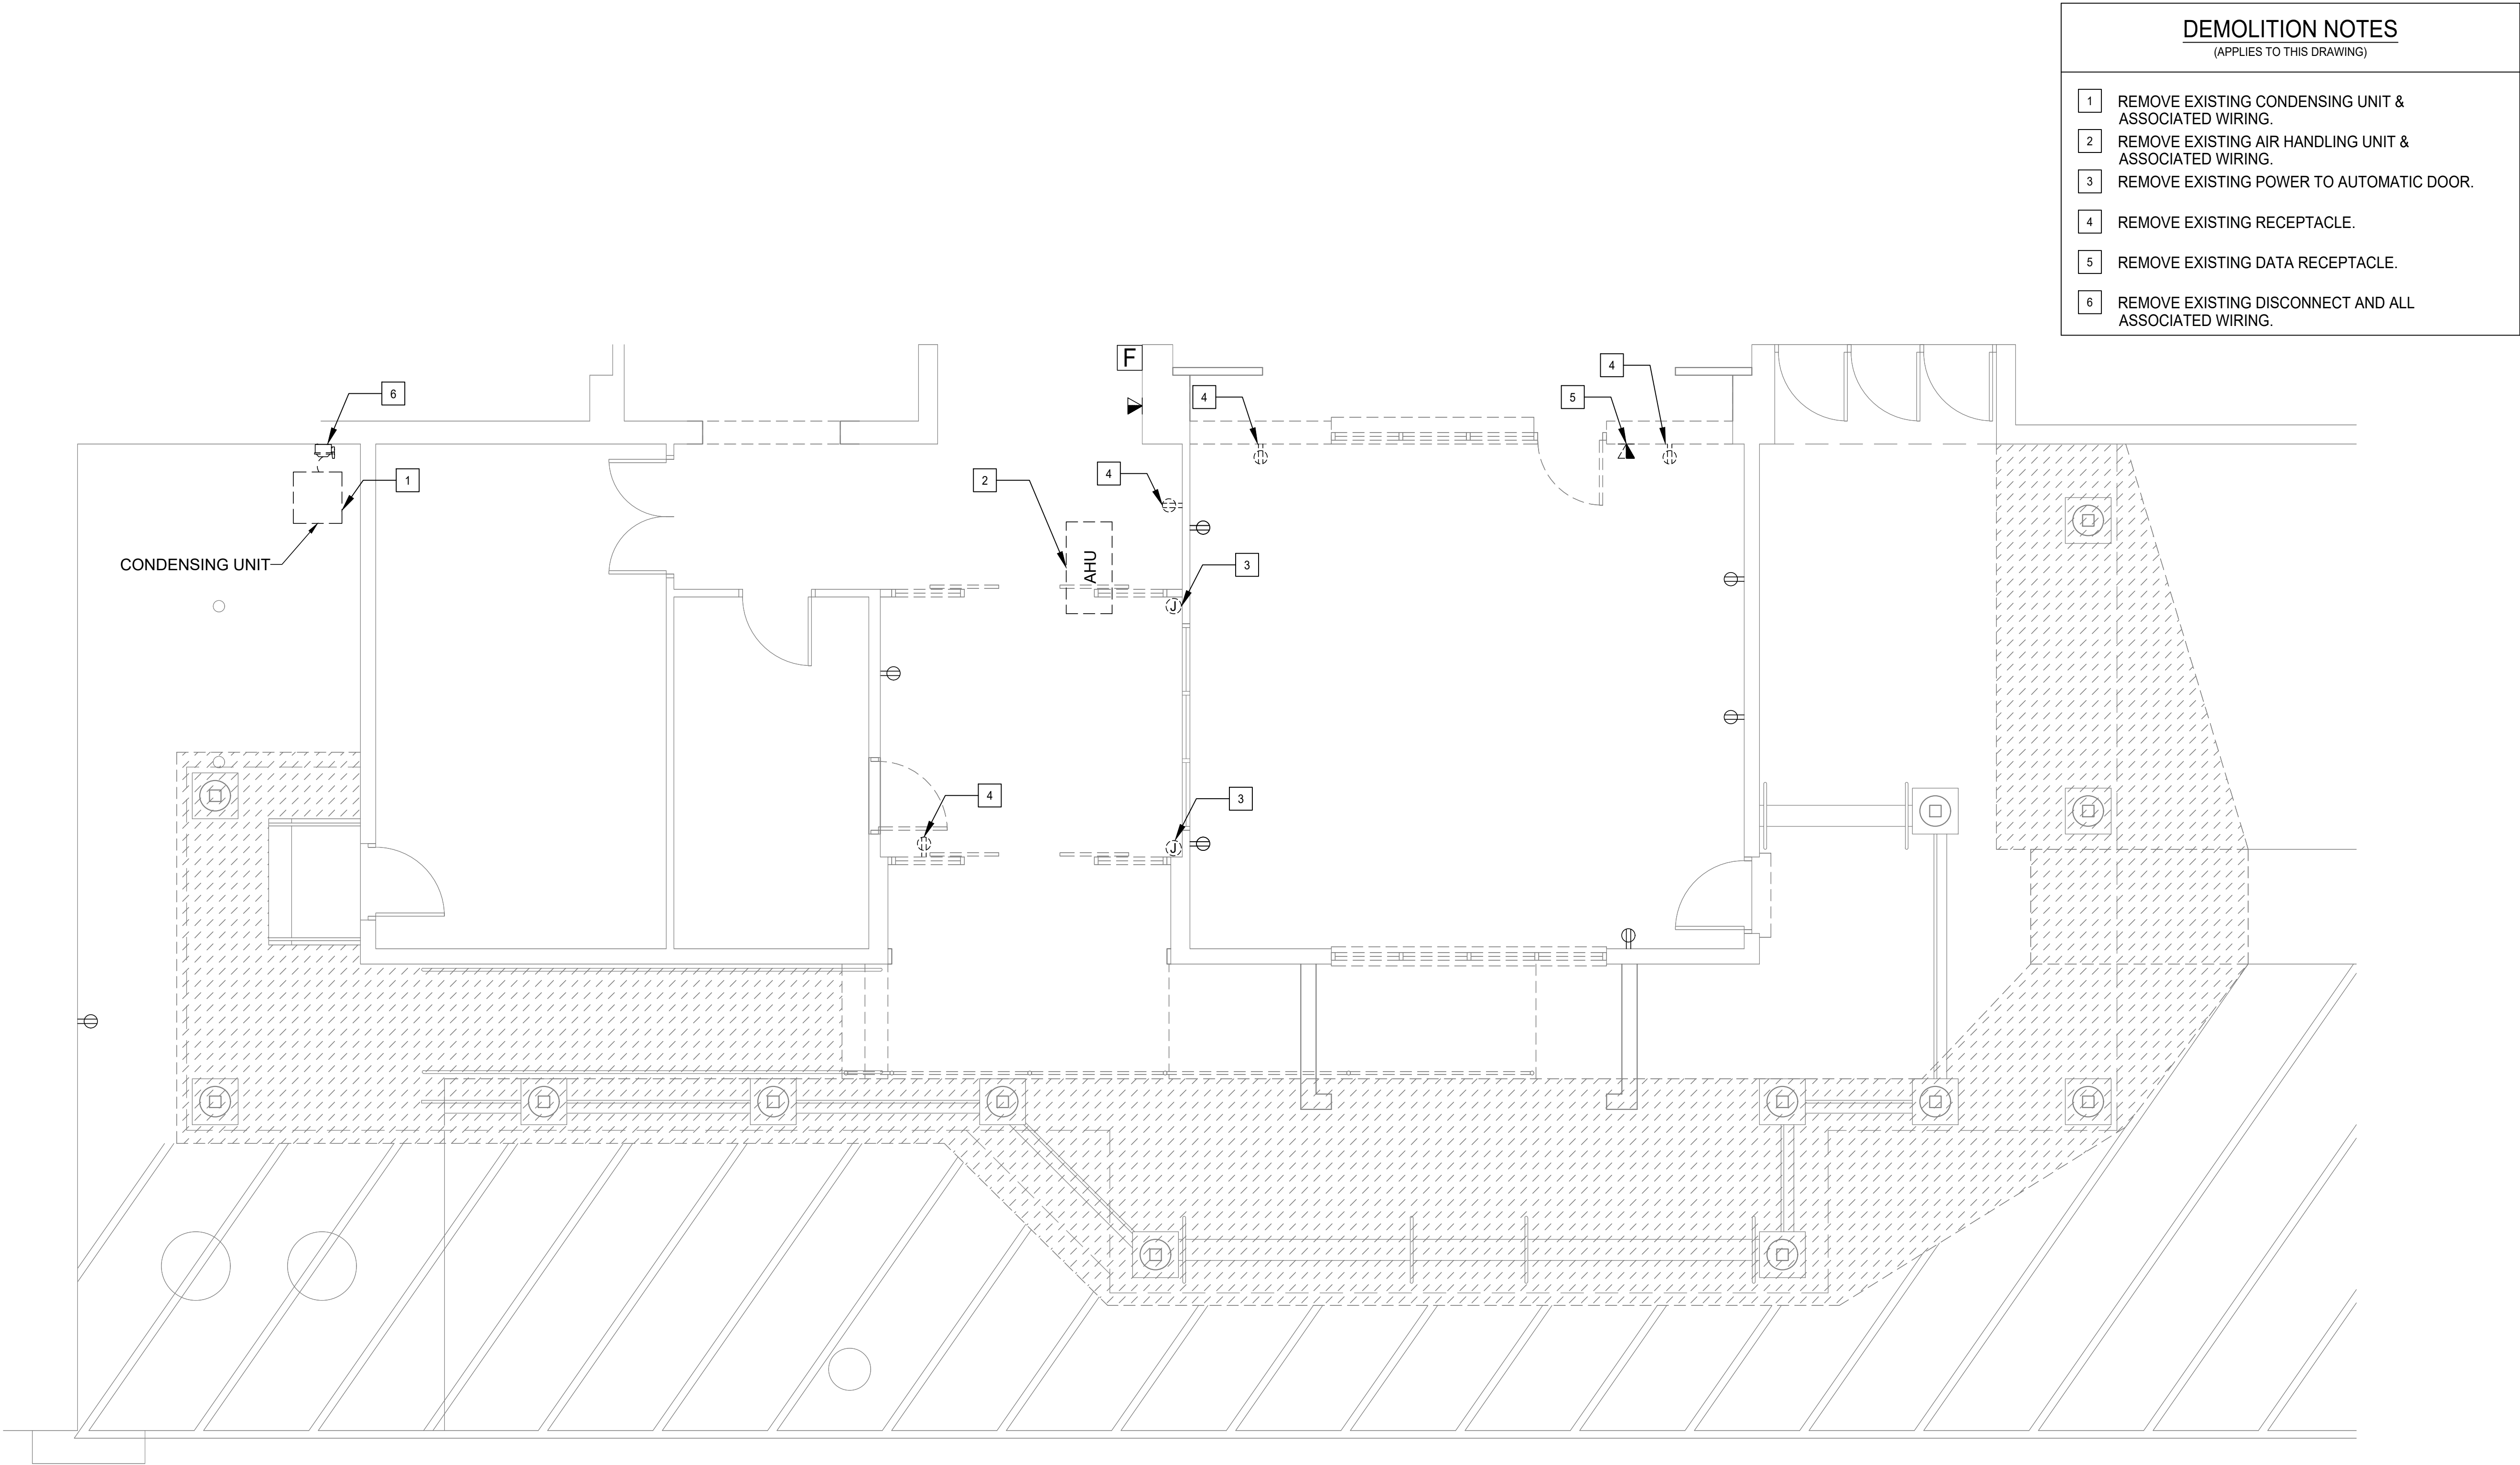 DEMOLITION NOTES
(APPLIES TO THIS DRAWING)
1 REMOVE EXISTING CONDENSING UNIT &
ASSOCIATED WIRING.
2 REMOVE EXISTING AIR HANDLING UNIT &
ASSOCIATED WIRING.
3 REMOVE EXISTING POWER TO AUTOMATIC DOOR.
4 REMOVE EXISTING RECEPTACLE.
5 REMOVE EXISTING DATA RECEPTACLE.
6 REMOVE EXISTING DISCONNECT AND ALL
ASSOCIATED WIRING.
F
4
6
4
5
4
1
2
CONDENSING UNIT
AHU
3
J
4
3
J